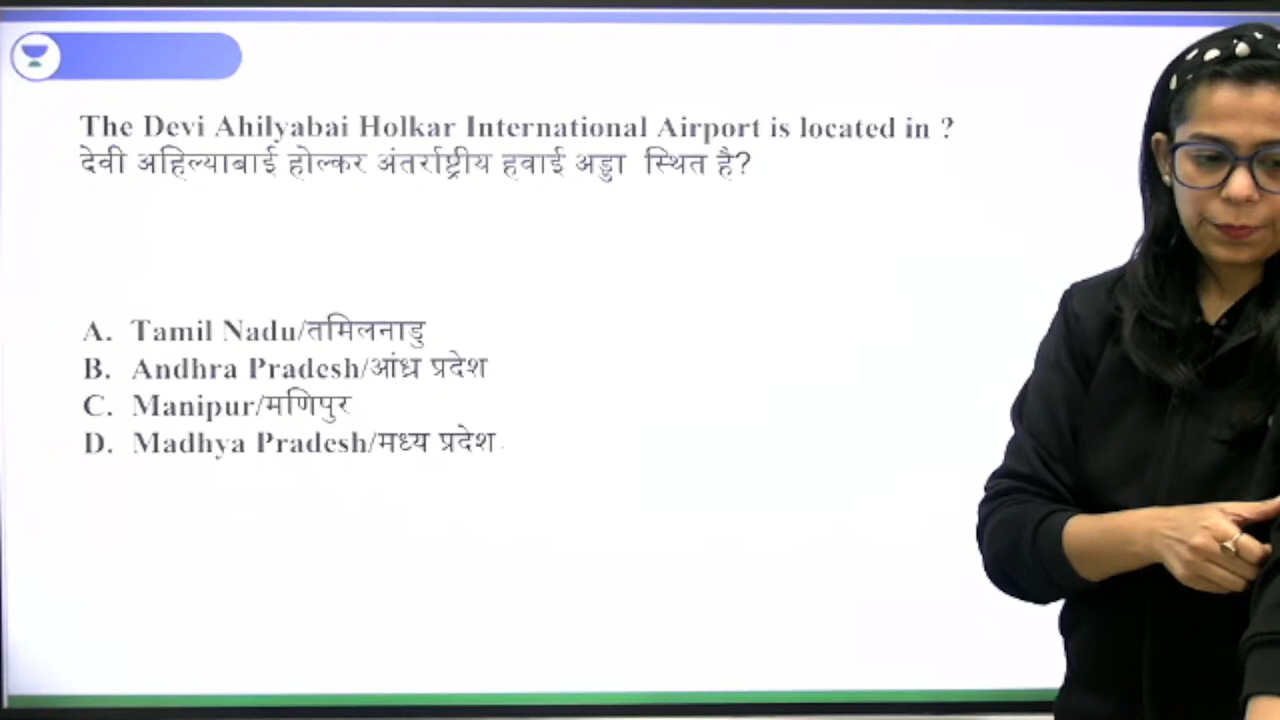 The Devi Ahilyabai Holkar International Airport is located in ?
देवी अहिल्याबाई होल्कर अंतर्राष्ट्रीय हवाई अड्डा स्थित है?
A. Tamil Nadu/तमिलनाडु
B. Andhra Pradesh/आंध्र प्रदेश
C. Manipur/मणिपुर
D. Madhya Pradesh/मध्य प्रदेश